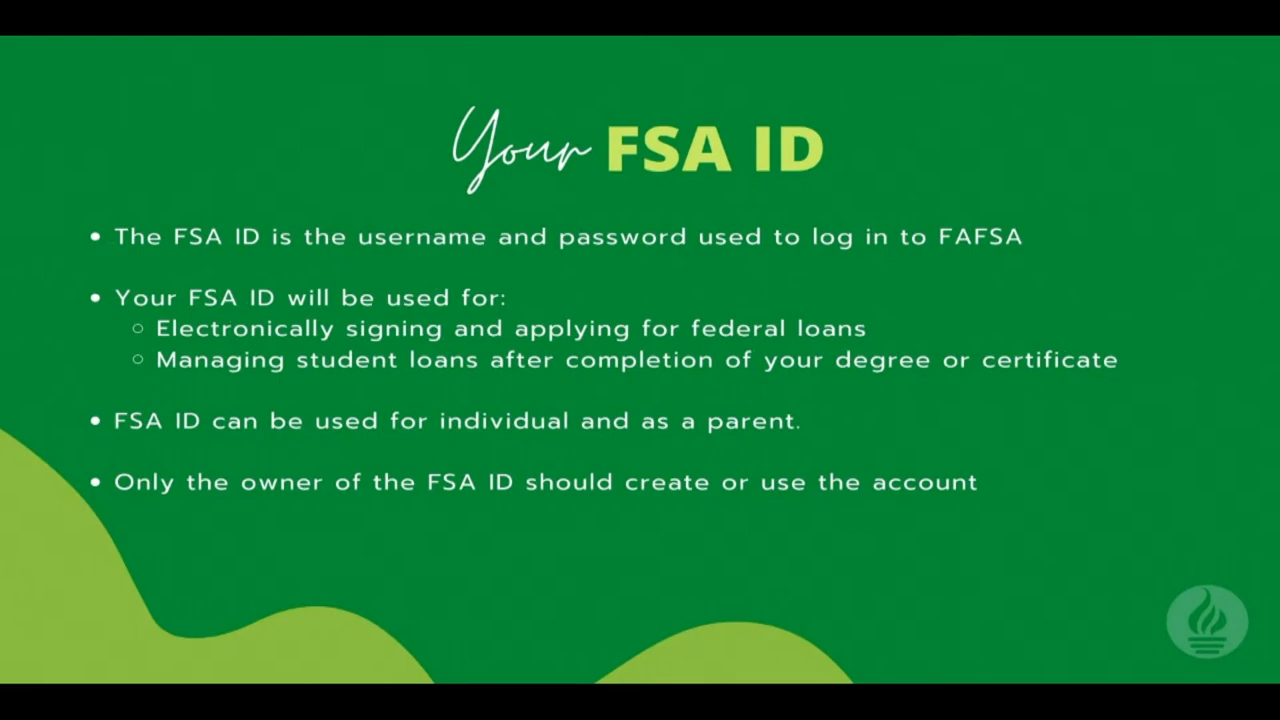 Your FSA ID
• The FSA ID is the username and password used to log in to FAFSA
• Your FSA ID will be used for:
○ Electronically signing and applying for federal loans
○ Managing student loans after completion of your degree or certificate
• FSA ID can be used for individual and as a parent.
• Only the owner of the FSA ID should create or use the account